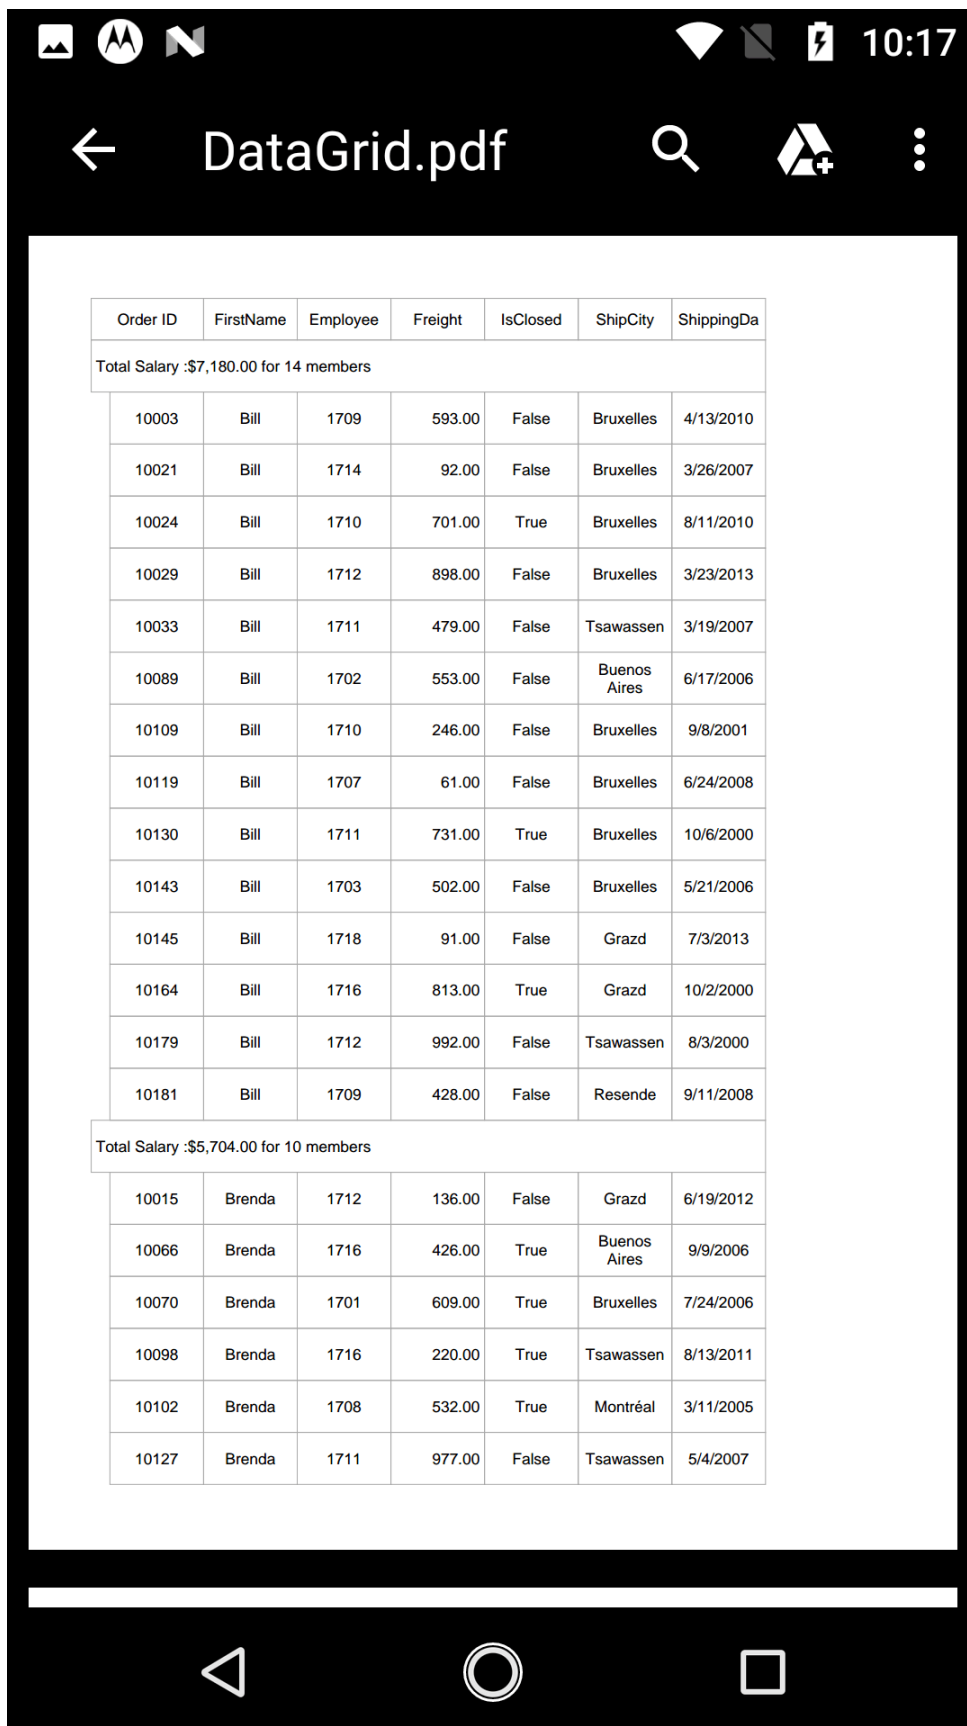 10:17
DataGrid.pdf
Order ID FirstName Employee Freight IsClosed ShipCity ShippingDa
Total Salary :$7,180.00 for 14 members
10003 Bill 1709 593.00 False Bruxelles 4/13/2010
10021 Bill 1714 92.00 False Bruxelles 3/26/2007
10024 Bill 1710 701.00 True Bruxelles 8/11/2010
10029 Bill 1712 898.00 False Bruxelles 3/23/2013
10033 Bill 1711 479.00 False Tsawassen 3/19/2007
10089 Bill 1702 553.00 False Buenos Aires 6/17/2006
10109 Bill 1710 246.00 False Bruxelles 9/8/2001
10119 Bill 1707 61.00 False Bruxelles 6/24/2008
10130 Bill 1711 731.00 True Bruxelles 10/6/2000
10143 Bill 1703 502.00 False Bruxelles 5/21/2006
10145 Bill 1718 91.00 False Grazd 7/3/2013
10164 Bill 1716 813.00 True Grazd 10/2/2000
10179 Bill 1712 992.00 False Tsawassen 8/3/2000
10181 Bill 1709 428.00 False Resende 9/11/2008
Total Salary :$5,704.00 for 10 members
10015 Brenda 1712 136.00 False Grazd 6/19/2012
10066 Brenda 1716 426.00 True Buenos Aires 9/9/2006
10070 Brenda 1701 609.00 True Bruxelles 7/24/2006
10098 Brenda 1716 220.00 True Tsawassen 8/13/2011
10102 Brenda 1708 532.00 True Montréal 3/11/2005
10127 Brenda 1711 977.00 False Tsawassen 5/4/2007